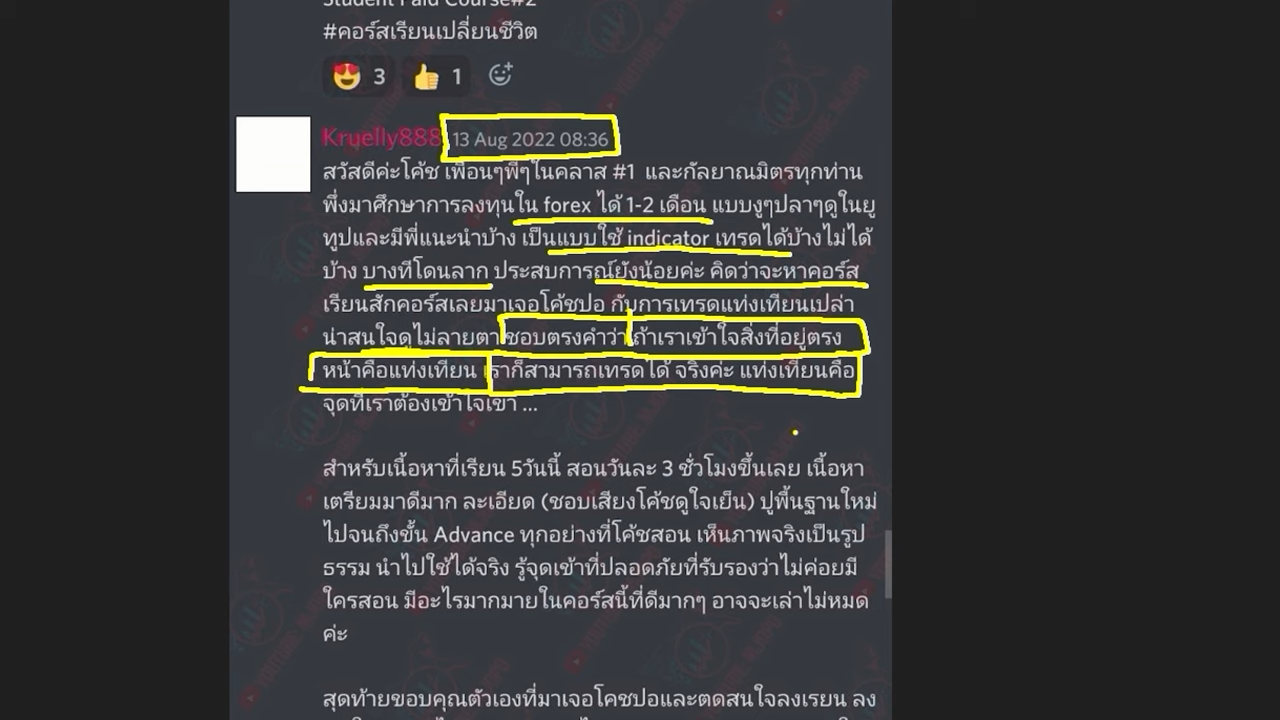 Student Paid Course#2
#คอร์สเรียนเปลี่ยนชีวิต
3 1
Kruelly888 13 Aug 2022 08:36
สวัสดีค่ะโค้ช เพื่อนๆพี่ๆในคลาส #1 และกัลยาณมิตรทุกท่าน
พึ่งมาศึกษาการลงทุนใน forex ได้ 1-2 เดือน แบบงูๆปลาๆดูในยู
ทูปและมีพี่แนะนำบ้าง เป็นแบบใช้ indicator เทรดได้บ้างไม่ได้
บ้าง บางทีโดนลาก ประสบการณ์ยังน้อยค่ะ คิดว่าจะหาคอร์ส
เรียนสักคอร์สเลยมาเจอโค้ชปอ กับการเทรดแท่งเทียนเปล่า
น่าสนใจดูไม่ลายตา ชอบตรงคำว่า ถ้าเราเข้าใจสิ่งที่อยู่ตรง
หน้าคือแท่งเทียน เราก็สามารถเทรดได้ จริงค่ะ แท่งเทียนคือ
จุดที่เราต้องเข้าใจเขา ...
สำหรับเนื้อหาที่เรียน 5วันนี้ สอนวันละ 3 ชั่วโมงขึ้นเลย เนื้อหา
เตรียมมาดีมาก ละเอียด (ชอบเสียงโค้ชดูใจเย็น) ปูพื้นฐานใหม่
ไปจนถึงขั้น Advance ทุกอย่างที่โค้ชสอน เห็นภาพจริงเป็นรูป
ธรรม นำไปใช้ได้จริง รู้จุดเข้าที่ปลอดภัยที่รับรองว่าไม่ค่อยมี
ใครสอน มีอะไรมากมายในคอร์สนี้ที่ดีมากๆ อาจจะเล่าไม่หมด
ค่ะ
สุดท้ายขอบคุณตัวเองที่มาเจอโคชปอและตดสนใจลงเรยน ลง